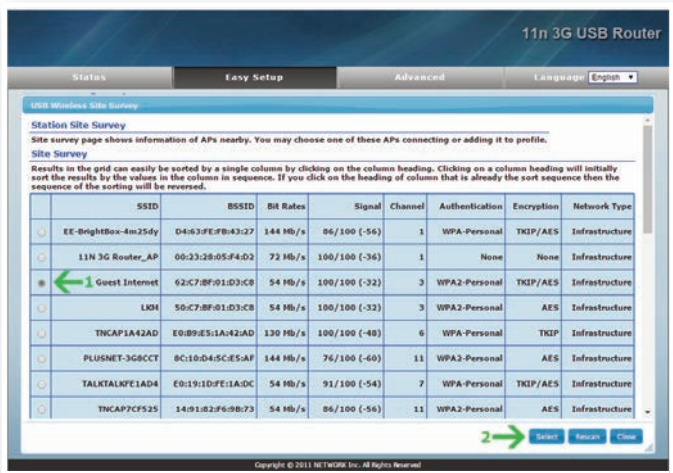 11n 3G USB Router
Status Easy Setup Advanced Language English
USB Wireless Site Survey
Station Site Survey
Site survey page shows information of APs nearby. You may choose one of these APs connecting or adding it to profile.
Site Survey
Results in the grid can easily be sorted by a single column by clicking on the column heading. Clicking on a column heading will initially
sort the results by the values in the column in sequence. If you click on the heading of column that is already the sort sequence then the
sequence of the sorting will be reversed.
SSID BSSID Bit Rates Signal Channel Authentication Encryption Network Type
EE-BrightBox-4m25dy D4:63:FE:FB:43:27 144 Mb/s 86/100 (-56) 1 WPA-Personal TKIP/AES Infrastructure
11N 3G Router_AP 00:23:28:05:F4:D2 72 Mb/s 100/100 (-36) 1 None None Infrastructure
1 Guest Internet 62:C7:BF:01:D3:C8 54 Mb/s 100/100 (-32) 3 WPA2-Personal TKIP/AES Infrastructure
LKM 50:C7:BF:01:D3:C8 54 Mb/s 100/100 (-32) 3 WPA2-Personal AES Infrastructure
TNCAP1A42AD E0:B9:E5:1A:42:AD 130 Mb/s 100/100 (-48) 6 WPA-Personal TKIP Infrastructure
PLUSNET-3G8CCT 8C:10:D4:5C:E5:AF 144 Mb/s 76/100 (-60) 11 WPA2-Personal AES Infrastructure
TALKTALKFE1AD4 E0:19:1D:FE:1A:DC 54 Mb/s 91/100 (-54) 7 WPA-Personal TKIP/AES Infrastructure
TNCAP7CF525 14:91:82:F6:9B:73 54 Mb/s 86/100 (-56) 11 WPA2-Personal AES Infrastructure
2 Select Rescan Close
Copyright © 2011 NETWORK Inc. All Rights Reserved